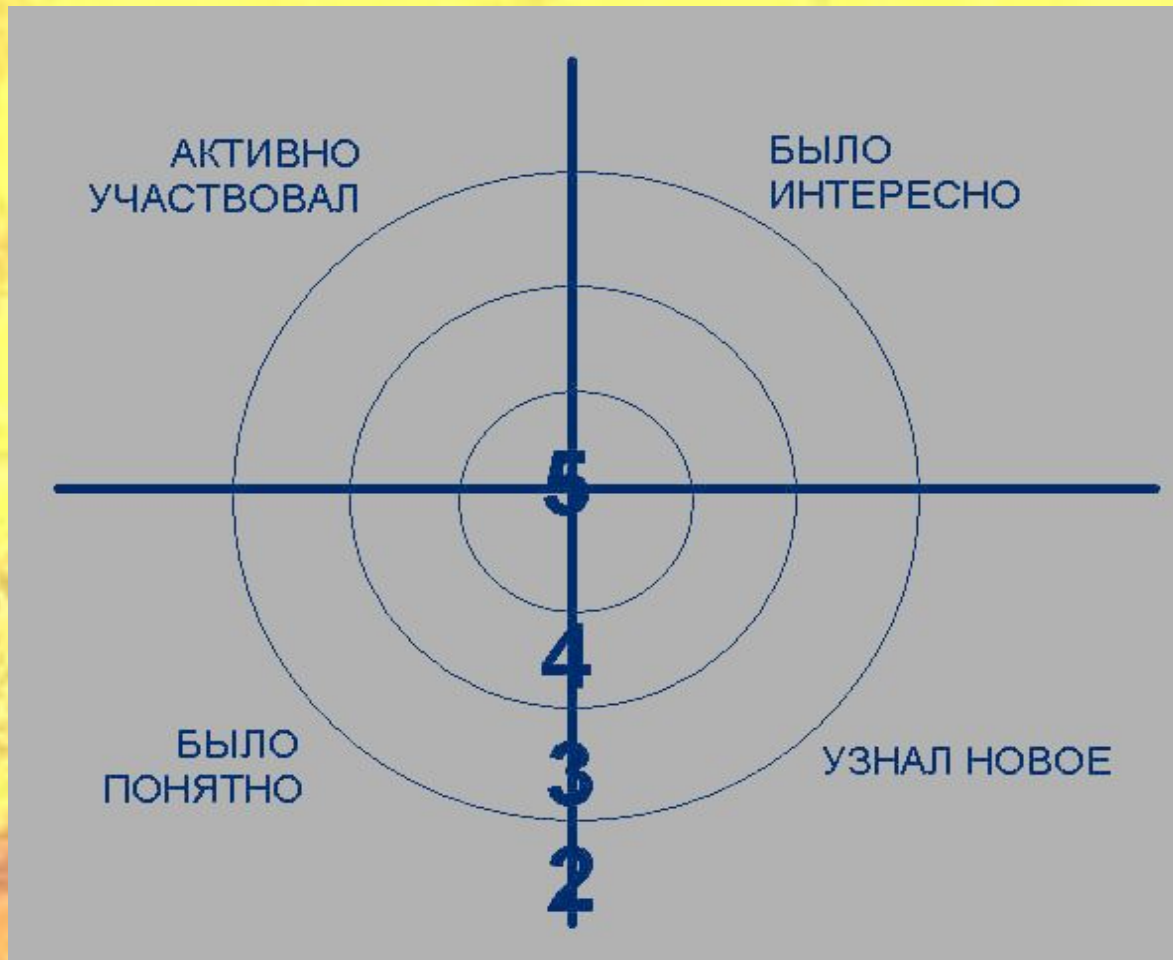 АКТИВНО
УЧАСТВОВАЛ
БЫЛО
ИНТЕРЕСНО
5
4
3
2
БЫЛО
ПОНЯТНО
УЗНАЛ НОВОЕ